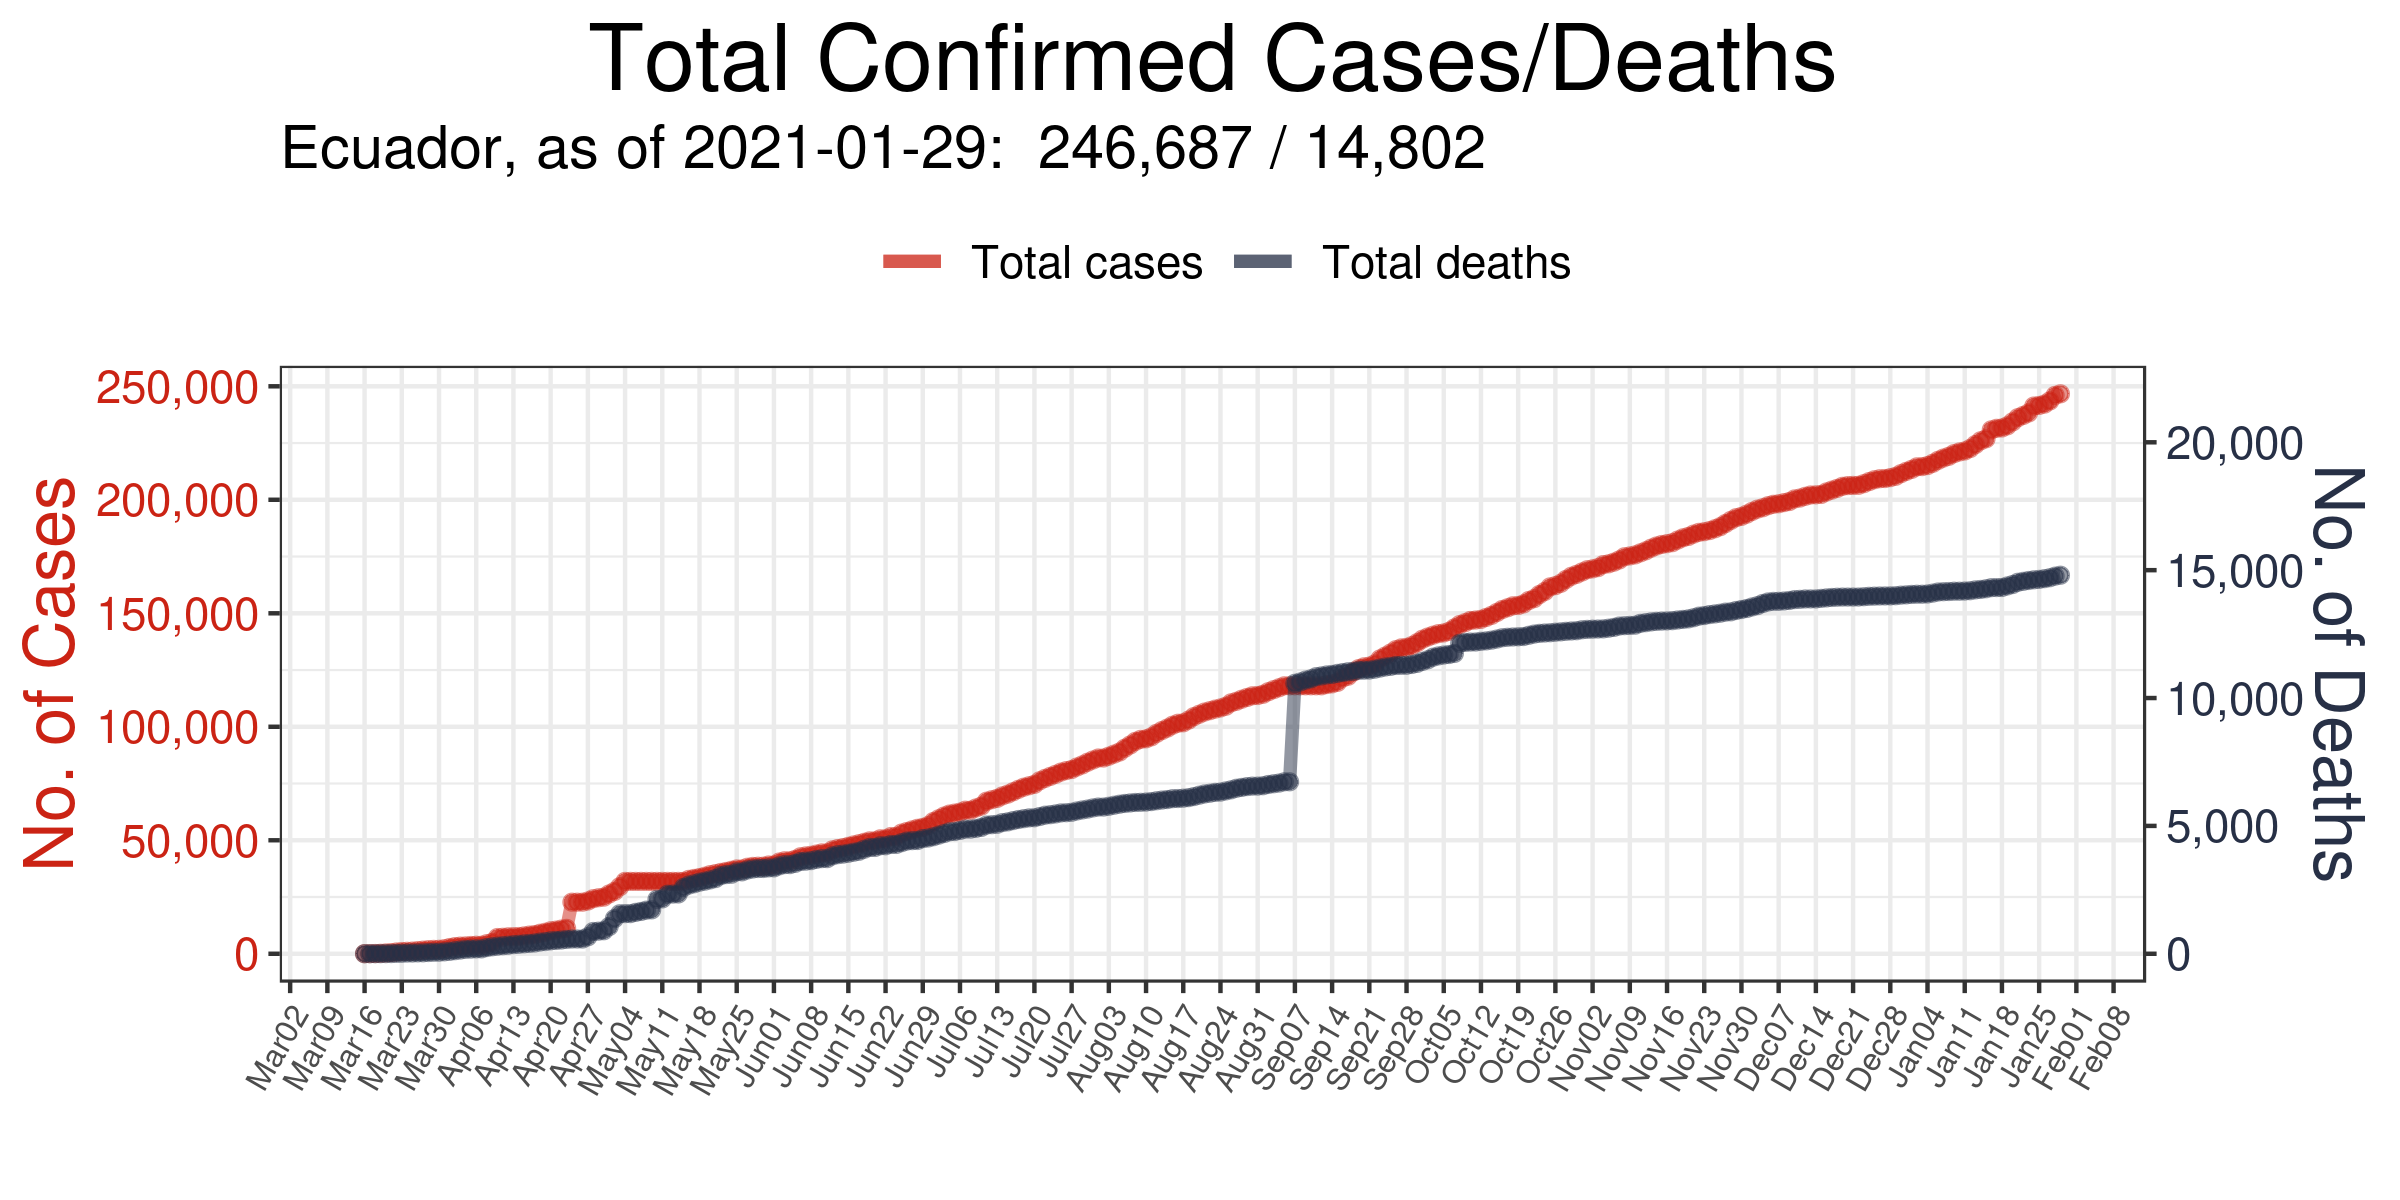 Total Confirmed Cases/Deaths
Ecuador, as of 2021-01-29:  246,687 / 14,802
Total cases
Total deaths
No. of Cases
250,000
200,000
150,000
100,000
50,000
0
20,000
15,000
10,000
5,000
0
No. of Deaths
Mar02
Mar09
Mar16
Mar23
Mar30
Apr06
Apr13
Apr20
Apr27
May04
May11
May18
May25
Jun01
Jun08
Jun15
Jun22
Jun29
Jul06
Jul13
Jul20
Jul27
Aug03
Aug10
Aug17
Aug24
Aug31
Sep07
Sep14
Sep21
Sep28
Oct05
Oct12
Oct19
Oct26
Nov02
Nov09
Nov16
Nov23
Nov30
Dec07
Dec14
Dec21
Dec28
Jan04
Jan11
Jan18
Jan25
Feb01
Feb08